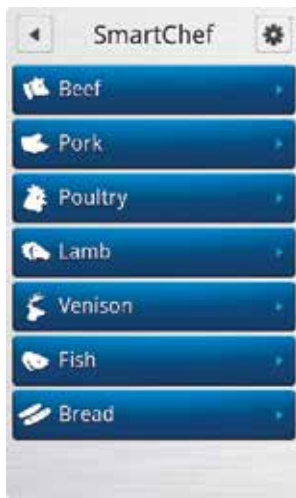 SmartChef
Beef
Pork
Poultry
Lamb
Venison
Fish
Bread